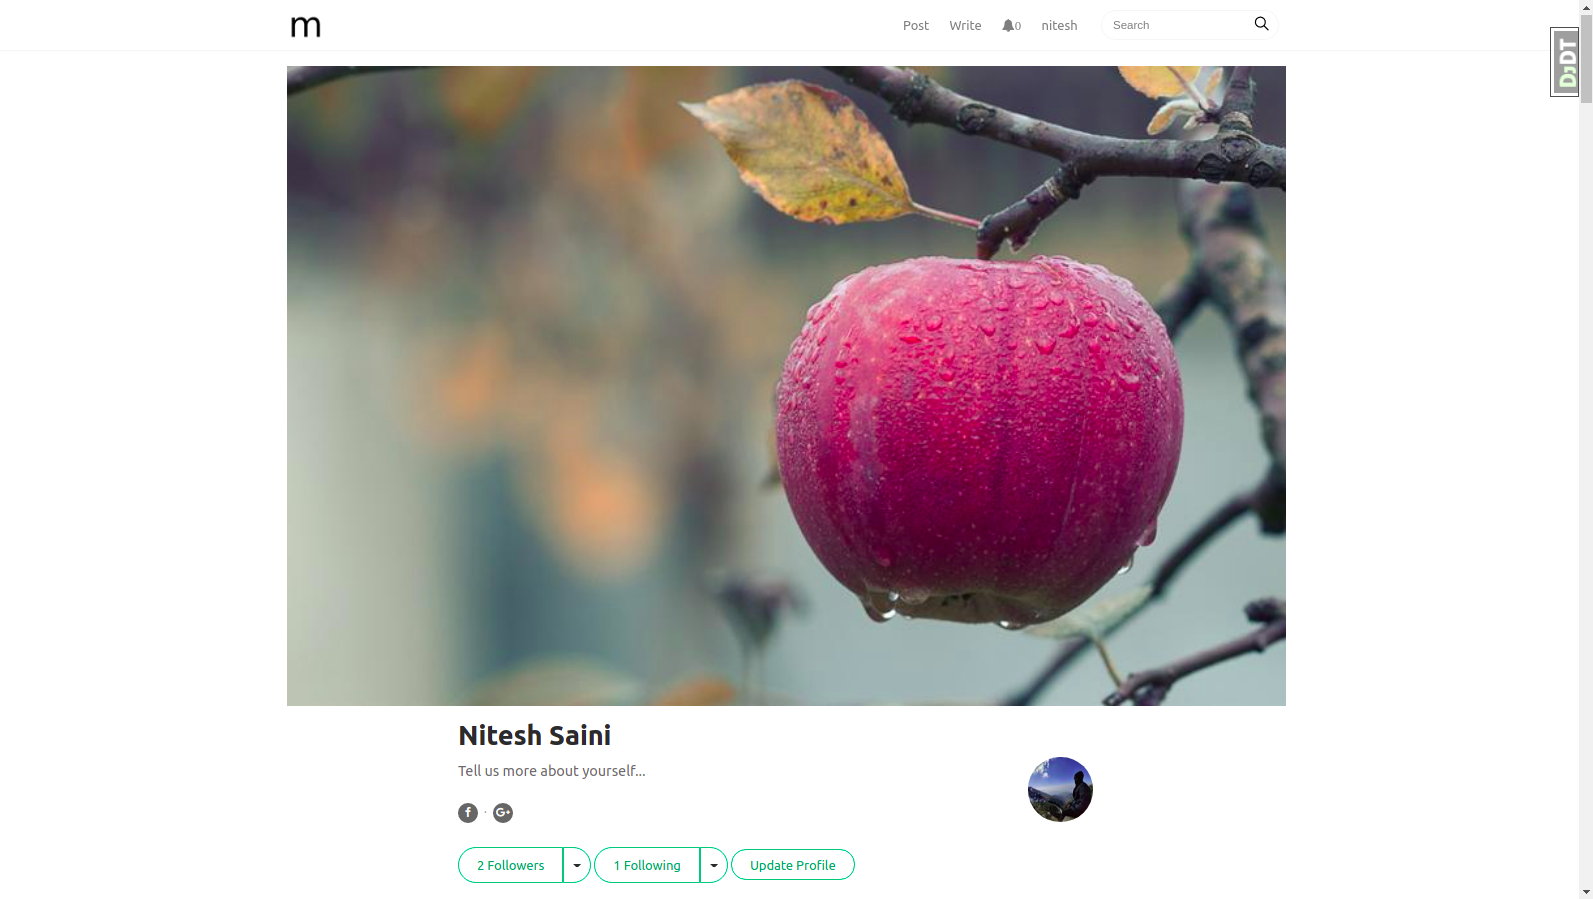 m
Post
Write
0
nitesh
Search
DjDT
Nitesh Saini
Tell us more about yourself...
f · G+
2 Followers
1 Following
Update Profile